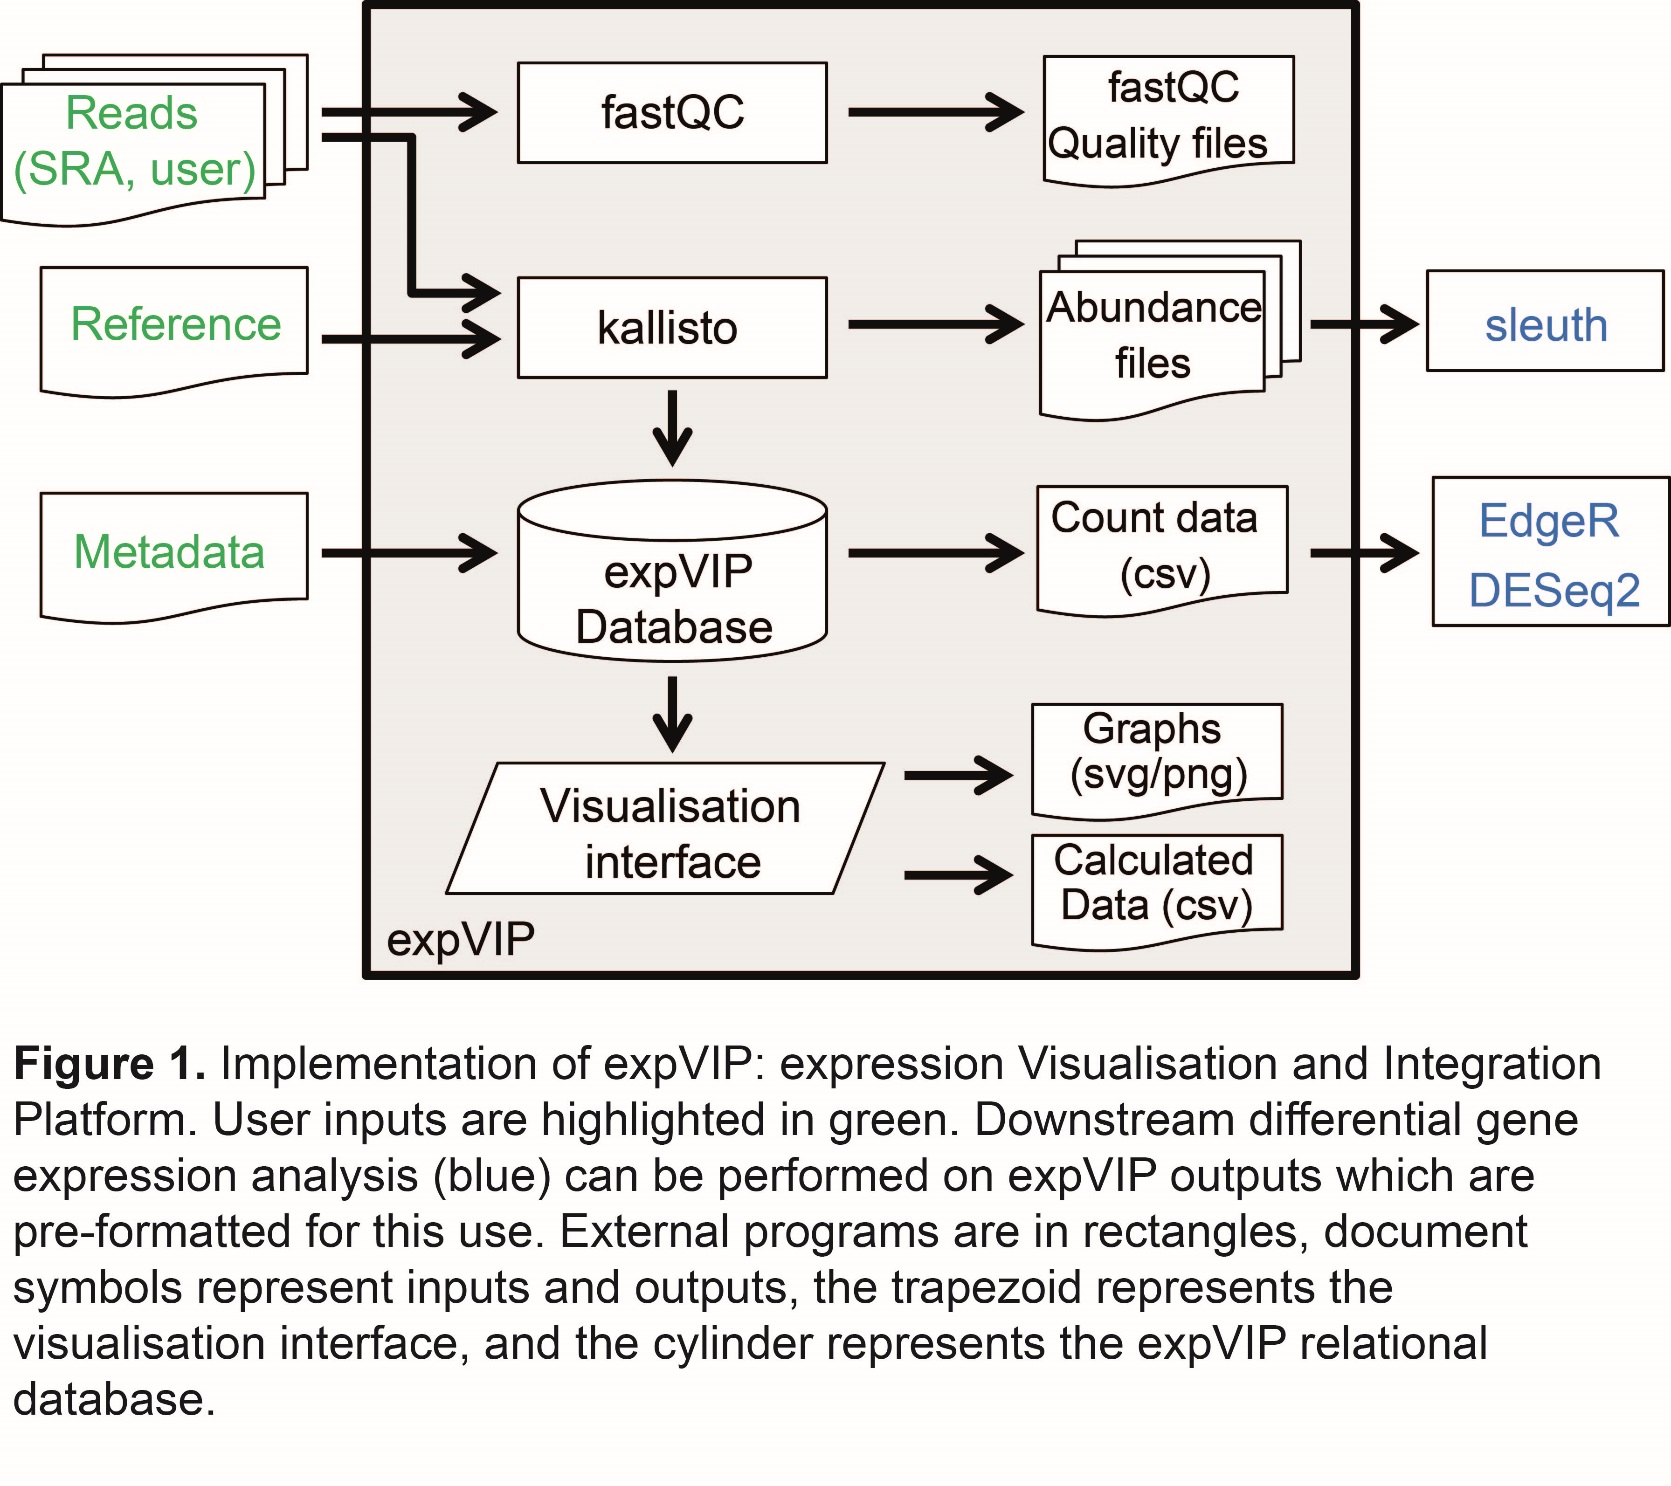 Reads
(SRA, user)
fastQC
fastQC
Quality files
Reference
kallisto
Abundance
files
sleuth
Metadata
expVIP
Database
Count data
(csv)
EdgeR
DESeq2
Visualisation
interface
Graphs
(svg/png)
Calculated
Data (csv)
expVIP
Figure 1. Implementation of expVIP: expression Visualisation and Integration
Platform. User inputs are highlighted in green. Downstream differential gene
expression analysis (blue) can be performed on expVIP outputs which are
pre-formatted for this use. External programs are in rectangles, document
symbols represent inputs and outputs, the trapezoid represents the
visualisation interface, and the cylinder represents the expVIP relational
database.